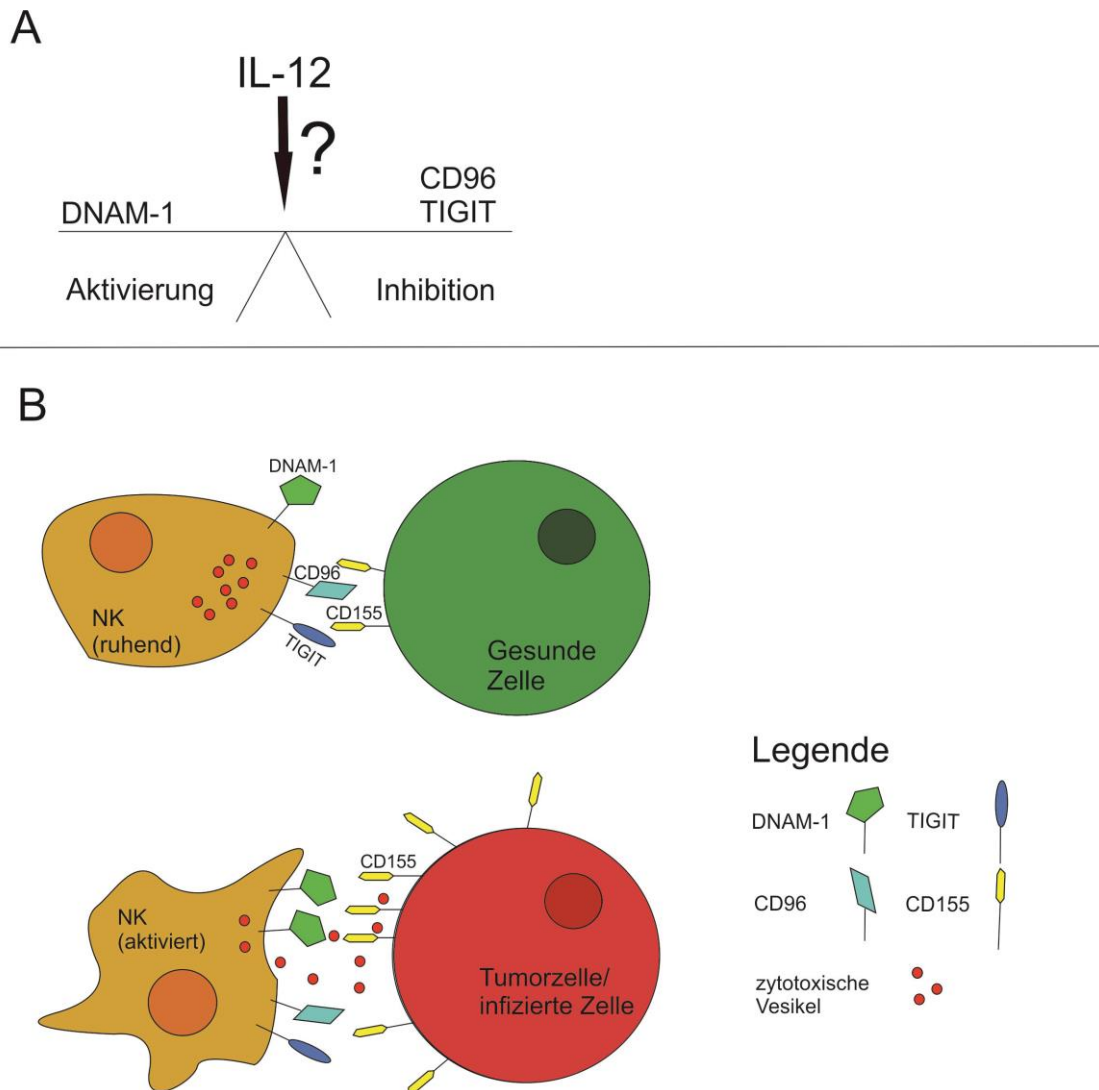 A
IL-12
?
DNAM-1
CD96
TIGIT
Aktivierung
Inhibition
B
DNAM-1
CD96
CD155
TIGIT
NK
(ruhend)
Gesunde
Zelle
CD155
NK
(aktiviert)
Tumorzelle/
infizierte Zelle
Legende
DNAM-1
TIGIT
CD96
CD155
zytotoxische
Vesikel